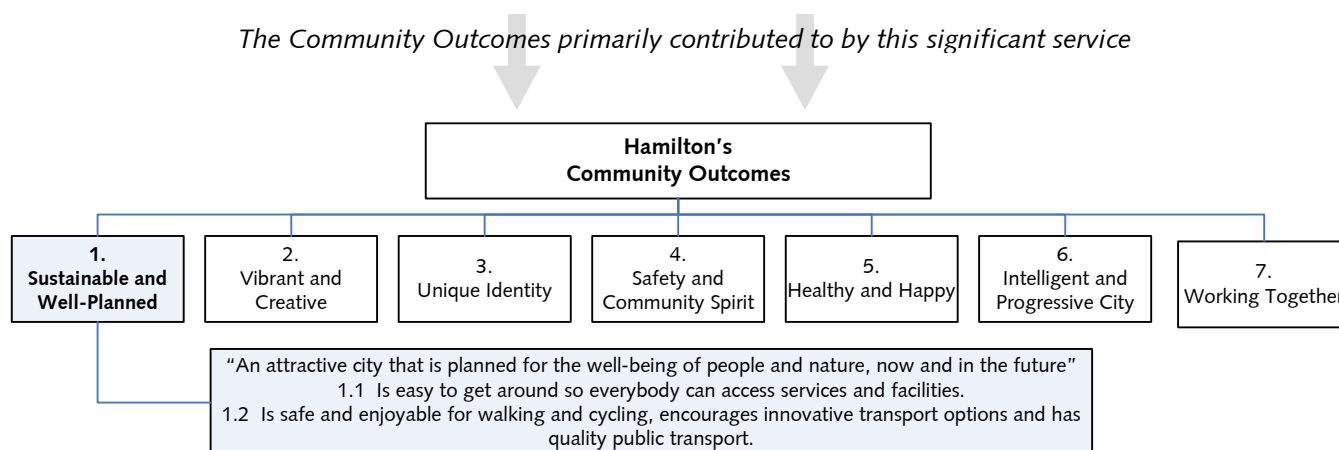 The Community Outcomes primarily contributed to by this significant service
Hamilton's
Community Outcomes
1.
Sustainable and
Well-Planned
2.
Vibrant and
Creative
3.
Unique Identity
4.
Safety and
Community Spirit
5.
Healthy and Happy
6.
Intelligent and
Progressive City
7.
Working Together
“An attractive city that is planned for the well-being of people and nature, now and in the future”
1.1 Is easy to get around so everybody can access services and facilities.
1.2 Is safe and enjoyable for walking and cycling, encourages innovative transport options and has
quality public transport.